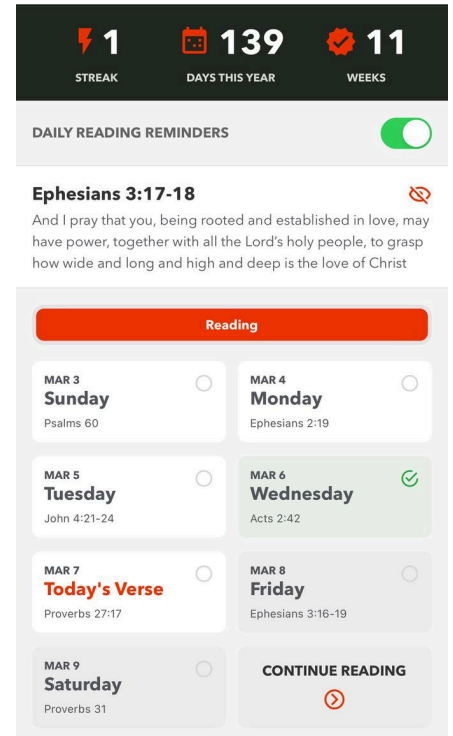 1
139
11
STREAK
DAYS THIS YEAR
WEEKS
DAILY READING REMINDERS
Ephesians 3:17-18
And I pray that you, being rooted and established in love, may
have power, together with all the Lord's holy people, to grasp
how wide and long and high and deep is the love of Christ
Reading
MAR 3
Sunday
Psalms 60
MAR 4
Monday
Ephesians 2:19
MAR 5
Tuesday
John 4:21-24
MAR 6
Wednesday
Acts 2:42
MAR 7
Today's Verse
Proverbs 27:17
MAR 8
Friday
Ephesians 3:16-19
MAR 9
Saturday
Proverbs 31
CONTINUE READING